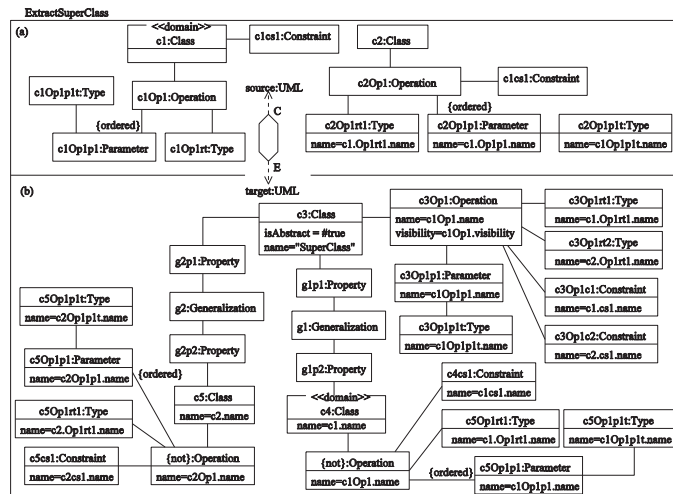 ExtractSuperClass
(a)
<<domain>>
c1:Class
c1cs1:Constraint
c2:Class
c1Op1p1t:Type
c1Op1:Operation
source:UML
c2Op1:Operation
c1cs1:Constraint
C
{ordered}
{ordered}
c1Op1p1:Parameter
c1Op1rt:Type
c2Op1rt1:Type
name=c1.Op1rt1.name
c2Op1p1:Parameter
name=c1.Op1p1.name
c2Op1p1t:Type
name=c1Op1p1t.name
E
target:UML
(b)
c3:Class
isAbstract = #true
name="SuperClass"
c3Op1:Operation
name=c1Op1.name
visibility=c1Op1.visibility
c3Op1rt1:Type
name=c1.Op1rt1.name
c3Op1rt2:Type
name=c2.Op1rt1.name
g2p1:Property
g1p1:Property
c3Op1p1:Parameter
name=c1Op1p1.name
c3Op1c1:Constraint
name=c1.cs1.name
c5Op1p1t:Type
name=c2Op1p1t.name
g2:Generalization
g1:Generalization
c3Op1p1t:Type
name=c1Op1p1t.name
c3Op1c2:Constraint
name=c2.cs1.name
c5Op1p1:Parameter
name=c2Op1p1.name
{ordered}
g2p2:Property
g1p2:Property
c4cs1:Constraint
name=c1cs1.name
c5:Class
name=c2.name
<<domain>>
c4:Class
name=c1.name
c5Op1rt1:Type
name=c2.Op1rt1.name
c5Op1rt1:Type
name=c1.Op1rt1.name
c5Op1p1t:Type
name=c1Op1p1t.name
c5cs1:Constraint
name=c2cs1.name
{not}:Operation
name=c2Op1.name
{not}:Operation
name=c1Op1.name
{ordered}
c5Op1p1:Parameter
name=c1Op1p1.name